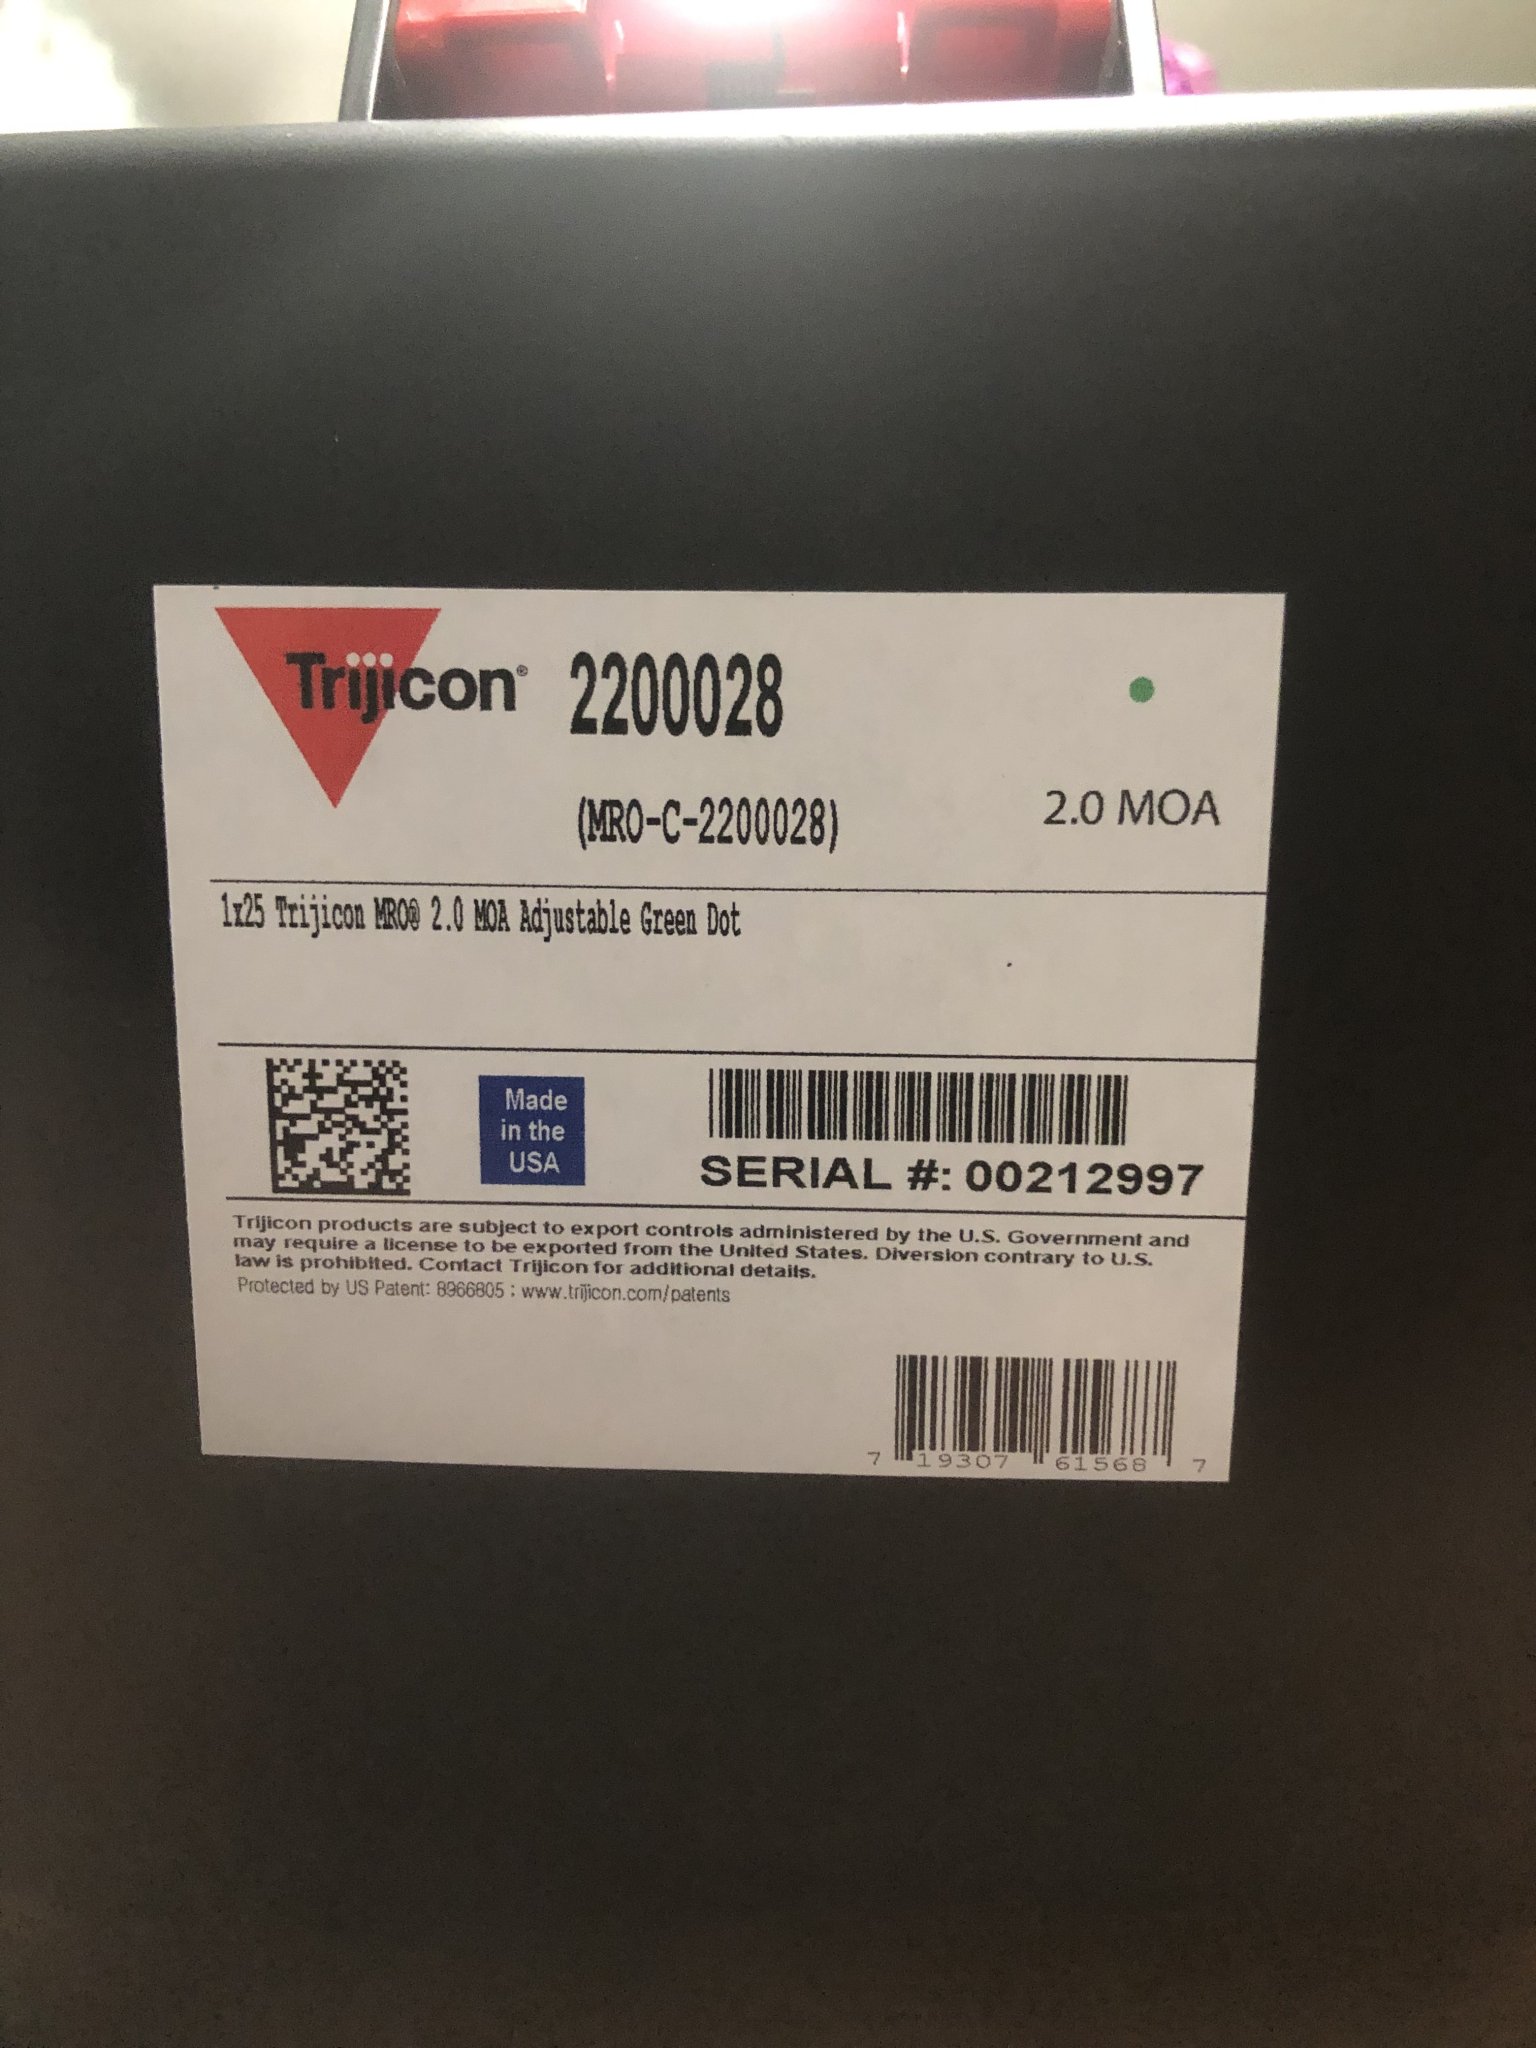 Trijicon® 2200028
(MRO-C-2200028)
2.0 MOA
1x25 Trijicon MRO® 2.0 MOA Adjustable Green Dot
Made
in the
USA
SERIAL #: 00212997
Trijicon products are subject to export controls administered by the U.S. Government and
may require a license to be exported from the United States. Diversion contrary to U.S.
law is prohibited. Contact Trijicon for additional details.
Protected by US Patent: 8966805 ; www.trijicon.com/patents
7 19307 61568 7